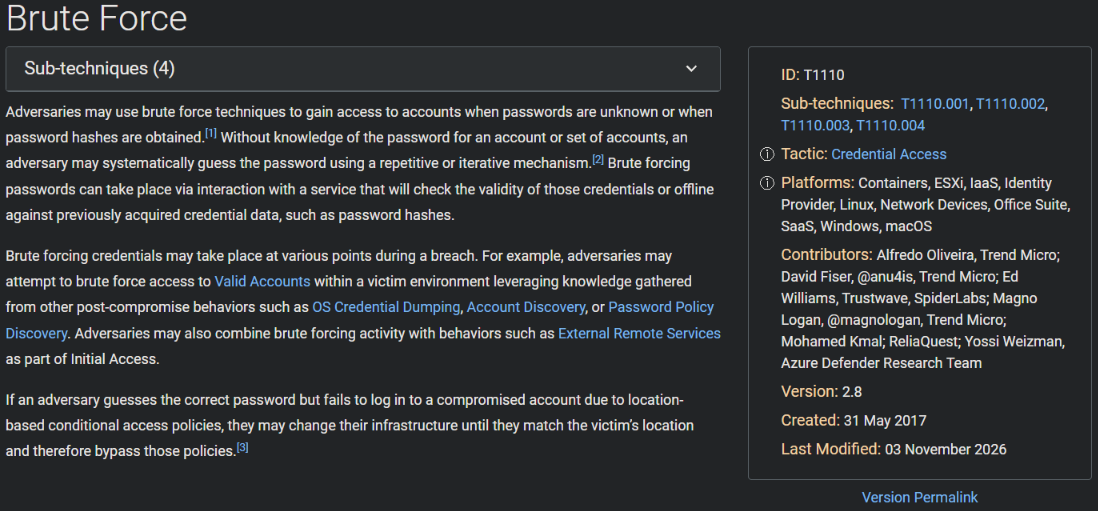 Brute Force
Sub-techniques (4)
Adversaries may use brute force techniques to gain access to accounts when passwords are unknown or when
password hashes are obtained.[1] Without knowledge of the password for an account or set of accounts, an
adversary may systematically guess the password using a repetitive or iterative mechanism.[2] Brute forcing
passwords can take place via interaction with a service that will check the validity of those credentials or offline
against previously acquired credential data, such as password hashes.
Brute forcing credentials may take place at various points during a breach. For example, adversaries may
attempt to brute force access to Valid Accounts within a victim environment leveraging knowledge gathered
from other post-compromise behaviors such as OS Credential Dumping, Account Discovery, or Password Policy
Discovery. Adversaries may also combine brute forcing activity with behaviors such as External Remote Services
as part of Initial Access.
If an adversary guesses the correct password but fails to log in to a compromised account due to location-
based conditional access policies, they may change their infrastructure until they match the victim's location
and therefore bypass those policies.[3]
ID: T1110
Sub-techniques: T1110.001, T1110.002,
T1110.003, T1110.004
Tactic: Credential Access
Platforms: Containers, ESXi, IaaS, Identity
Provider, Linux, Network Devices, Office Suite,
SaaS, Windows, macOS
Contributors: Alfredo Oliveira, Trend Micro;
David Fiser, @anu4is, Trend Micro; Ed
Williams, Trustwave, SpiderLabs; Magno
Logan, @magnologan, Trend Micro;
Mohamed Kmal; ReliaQuest; Yossi Weizman,
Azure Defender Research Team
Version: 2.8
Created: 31 May 2017
Last Modified: 03 November 2026
Version Permalink